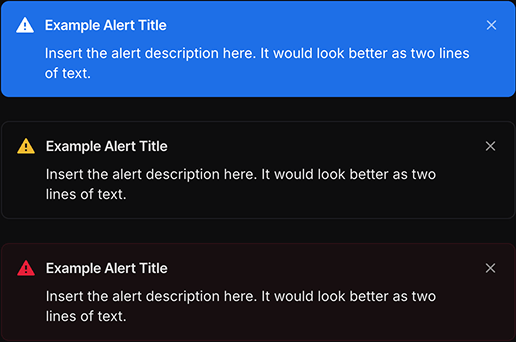 Example Alert Title
Insert the alert description here. It would look better as two lines
of text.
Example Alert Title
Insert the alert description here. It would look better as two
lines of text.
Example Alert Title
Insert the alert description here. It would look better as two
lines of text.